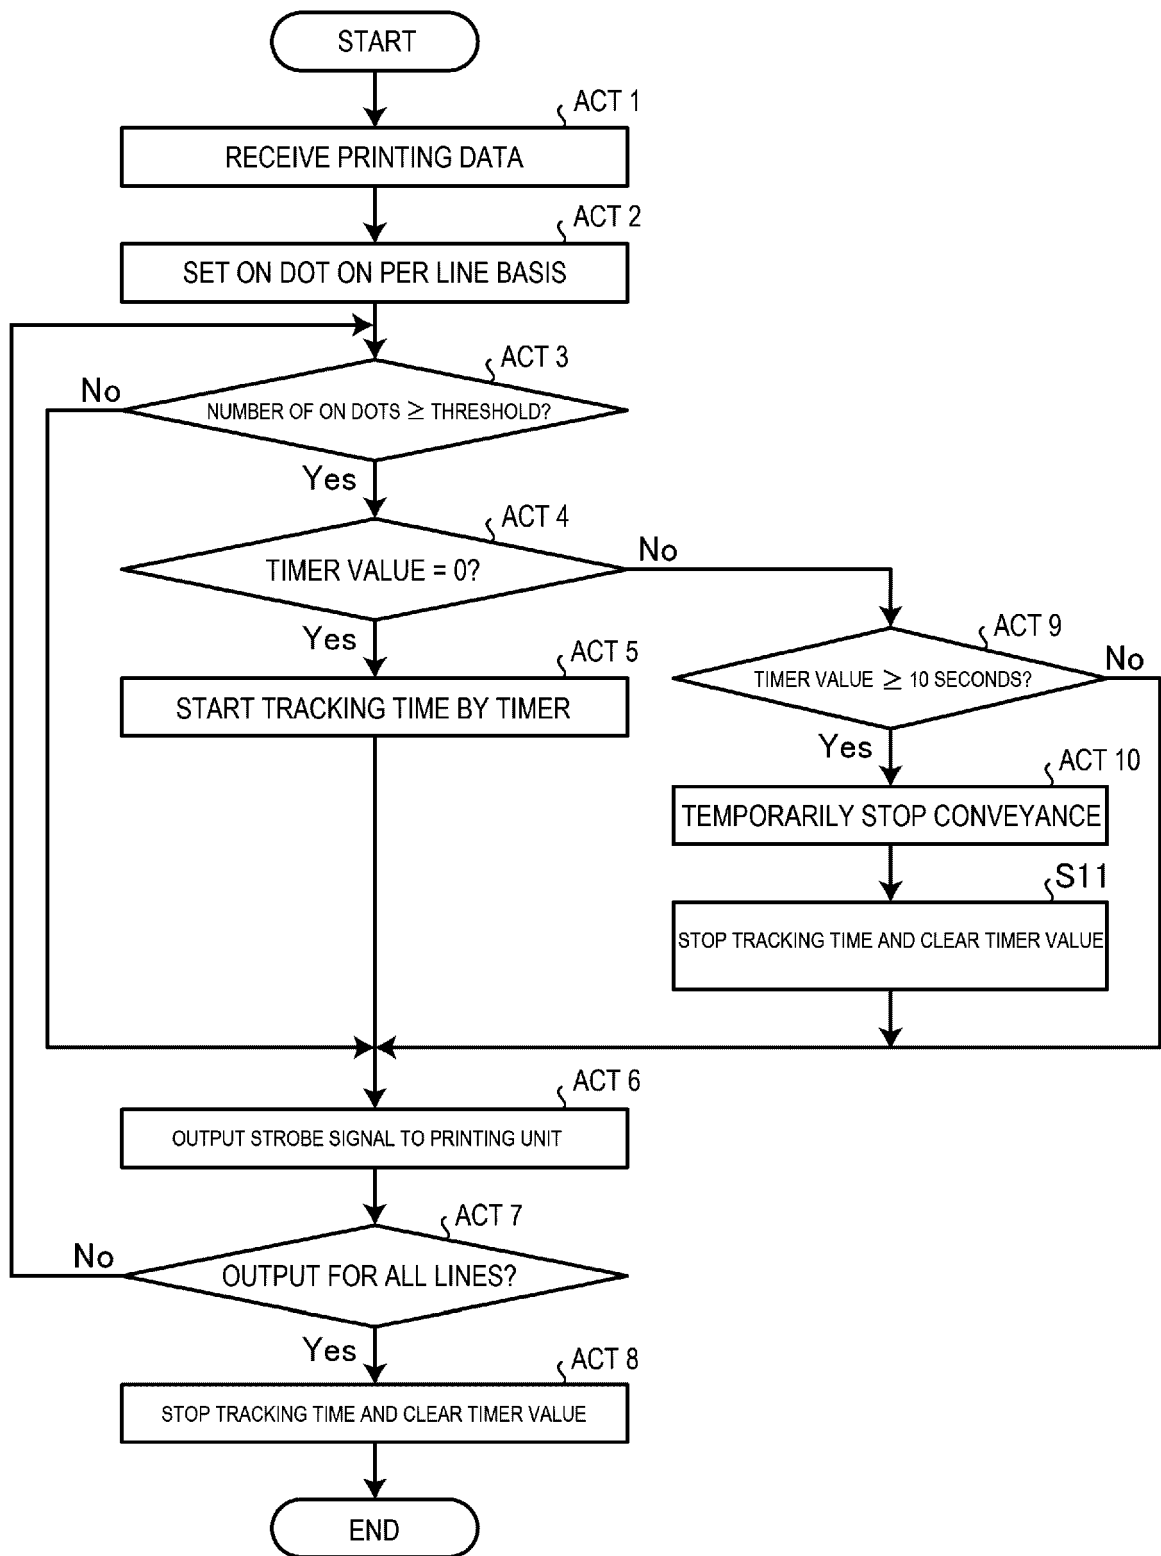 START
ACT 1
RECEIVE PRINTING DATA
ACT 2
SET ON DOT ON PER LINE BASIS
ACT 3
No
NUMBER OF ON DOTS ≥ THRESHOLD?
Yes
ACT 4
No
TIMER VALUE = 0?
Yes
ACT 5
START TRACKING TIME BY TIMER
ACT 9
No
TIMER VALUE ≥ 10 SECONDS?
Yes
ACT 10
TEMPORARILY STOP CONVEYANCE
S11
STOP TRACKING TIME AND CLEAR TIMER VALUE
ACT 6
OUTPUT STROBE SIGNAL TO PRINTING UNIT
ACT 7
No
OUTPUT FOR ALL LINES?
Yes
ACT 8
STOP TRACKING TIME AND CLEAR TIMER VALUE
END